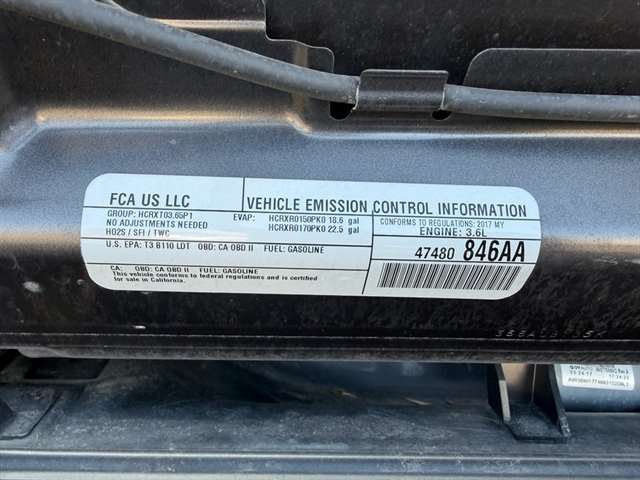 FCA US LLC
VEHICLE EMISSION CONTROL INFORMATION
GROUP: HCRXT03.65P1
NO ADJUSTMENTS NEEDED
HO2S / SFI / TWC
EVAP: HCRXR0150PK0 18.6 gal
HCRXR0170PK0 22.5 gal
CONFORMS TO REGULATIONS: 2017 MY
ENGINE: 3.6L
U.S. EPA: T3 B110 LDT OBD: CA OBD II FUEL: GASOLINE
47480 846AA
CA: OBD: CA OBD II FUEL: GASOLINE
This vehicle conforms to federal regulations. Not
for sale in California.